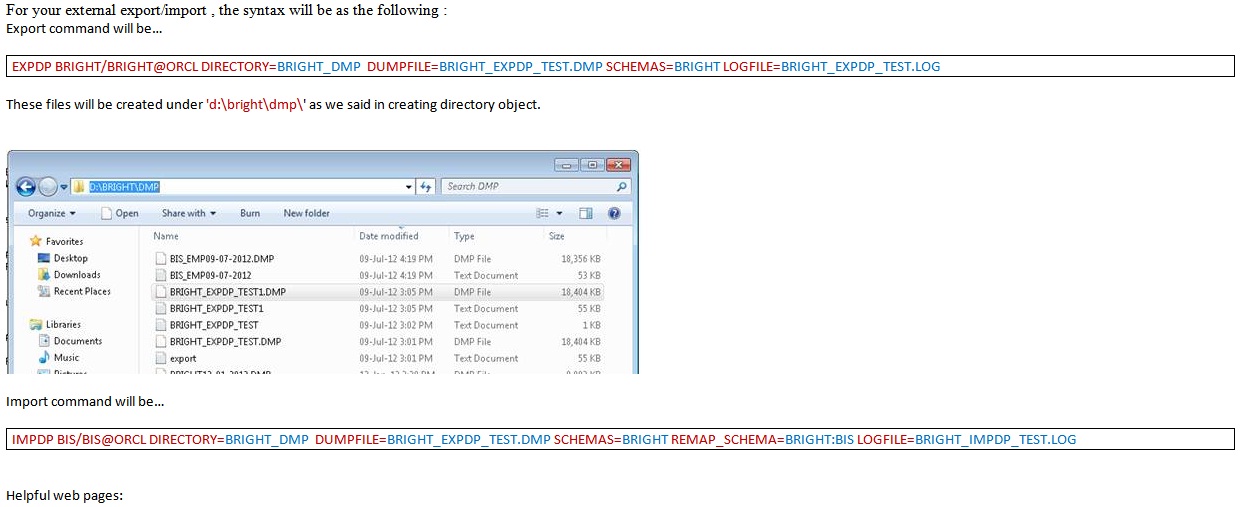 For your external export/import , the syntax will be as the following :
Export command will be…
EXPDP BRIGHT/BRIGHT@ORCL DIRECTORY=BRIGHT_DMP DUMPFILE=BRIGHT_EXPDP_TEST.DMP SCHEMAS=BRIGHT LOGFILE=BRIGHT_EXPDP_TEST.LOG
These files will be created under 'd:\bright\dmp\' as we said in creating directory object.
D:\BRIGHT\DMP Search DMP
Organize Open Share with Burn New folder
Name Date modified Type Size
Favorites
Desktop
Downloads
Recent Places
Libraries
Documents
Music
Pictures
BIS_EMP09-07-2012.DMP 09-Jul-12 4:19 PM DMP File 18,356 KB
BIS_EMP09-07-2012 09-Jul-12 4:19 PM Text Document 53 KB
BRIGHT_EXPDP_TEST1.DMP 09-Jul-12 3:05 PM DMP File 18,404 KB
BRIGHT_EXPDP_TEST1 09-Jul-12 3:05 PM Text Document 55 KB
BRIGHT_EXPDP_TEST 09-Jul-12 3:02 PM Text Document 1 KB
BRIGHT_EXPDP_TEST.DMP 09-Jul-12 3:01 PM DMP File 18,404 KB
export 09-Jul-12 3:01 PM Text Document 55 KB
Import command will be…
IMPDP BIS/BIS@ORCL DIRECTORY=BRIGHT_DMP DUMPFILE=BRIGHT_EXPDP_TEST.DMP SCHEMAS=BRIGHT REMAP_SCHEMA=BRIGHT:BIS LOGFILE=BRIGHT_IMPDP_TEST.LOG
Helpful web pages: